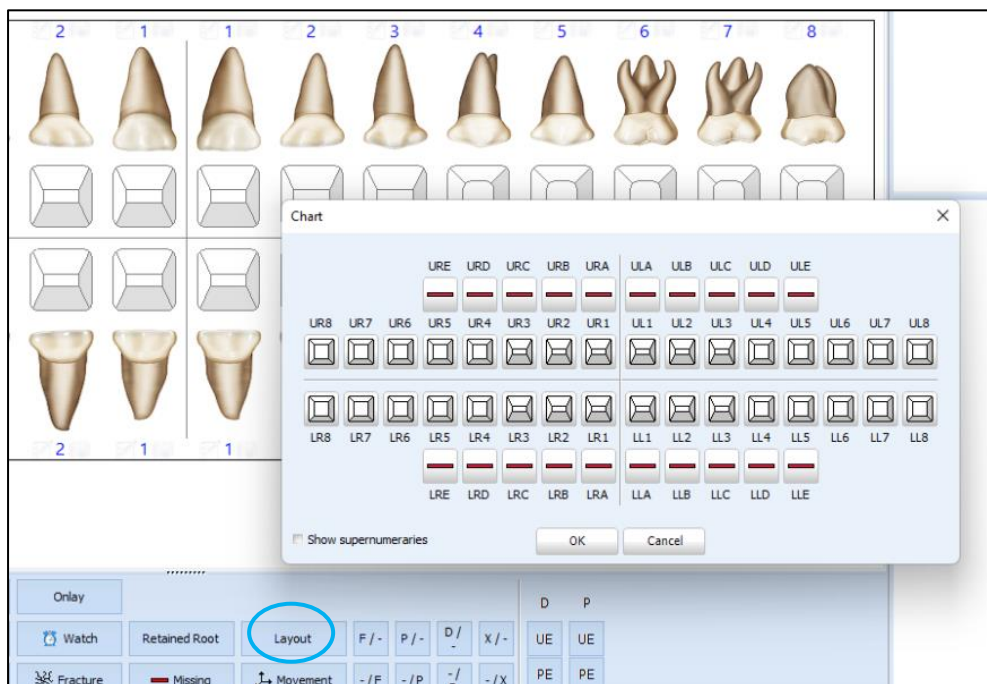 2 1 1 2 3 4 5 6 7 8
Chart
URE URD URC URB URA ULA ULB ULC ULD ULE
UR8 UR7 UR6 UR5 UR4 UR3 UR2 UR1 UL1 UL2 UL3 UL4 UL5 UL6 UL7 UL8
LR8 LR7 LR6 LR5 LR4 LR3 LR2 LR1 LL1 LL2 LL3 LL4 LL5 LL6 LL7 LL8
LRE LRD LRC LRB LRA LLA LLB LLC LLD LLE
2 1 1
Show supernumeraries OK Cancel
Onlay D P
Watch Retained Root Layout F / - P / - D / - X / - UE UE
Fracture Missing Movement - / F - / P - / - / X PE PE